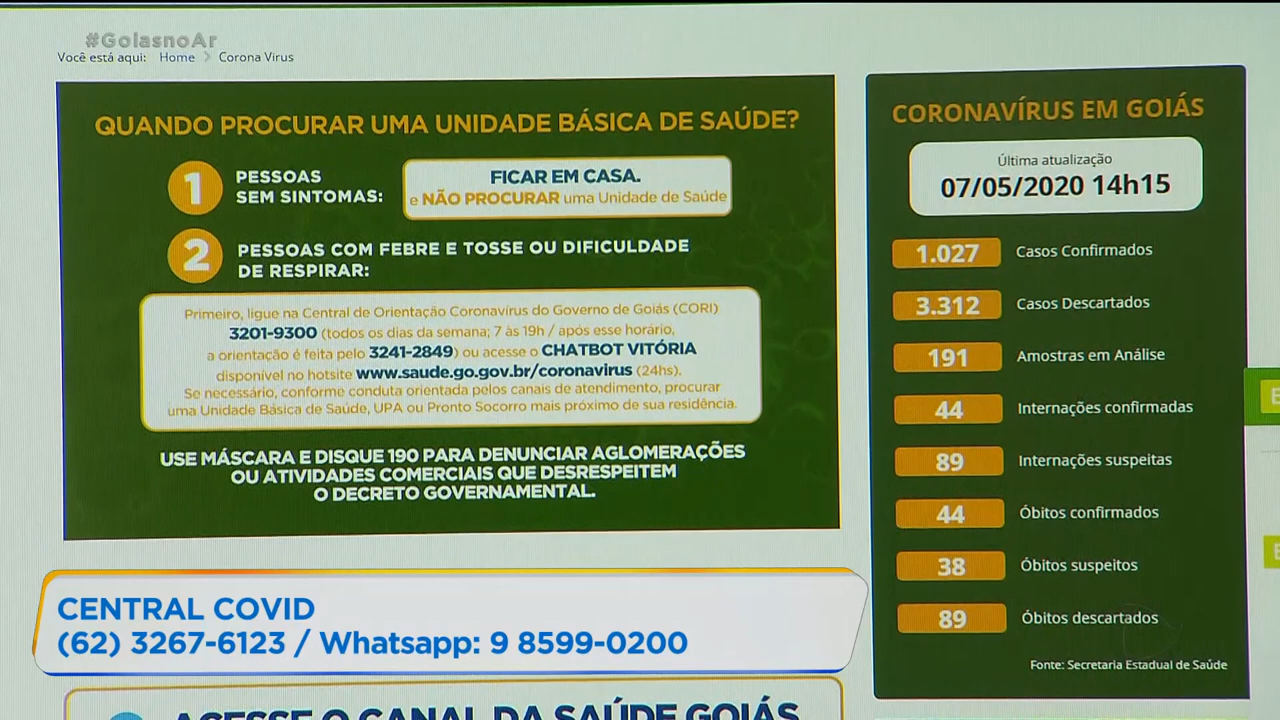 #GoIasnoAr
Você está aqui: Home > Corona Virus
QUANDO PROCURAR UMA UNIDADE BÁSICA DE SAÚDE?
1 PESSOAS
SEM SINTOMAS:
FICAR EM CASA.
e NÃO PROCURAR uma Unidade de Saúde
2 PESSOAS COM FEBRE E TOSSE OU DIFICULDADE
DE RESPIRAR:
Primeiro, ligue na Central de Orientação Coronavírus do Governo de Goiás (CORI)
3201-9300 (todos os dias da semana; 7 às 19h / após esse horário,
a orientação é feita pelo 3241-2849) ou acesse o CHATBOT VITÓRIA
disponível no hotsite www.saude.go.gov.br/coronavirus (24hs).
Se necessário, conforme conduta orientada pelos canais de atendimento, procurar
uma Unidade Básica de Saúde, UPA ou Pronto Socorro mais próximo de sua residência.
USE MÁSCARA E DISQUE 190 PARA DENUNCIAR AGLOMERAÇÕES
OU ATIVIDADES COMERCIAIS QUE DESRESPEITEM
O DECRETO GOVERNAMENTAL.
CORONAVÍRUS EM GOIÁS
Última atualização
07/05/2020 14h15
1.027 Casos Confirmados
3.312 Casos Descartados
191 Amostras em Análise
44 Internações confirmadas
89 Internações suspeitas
44 Óbitos confirmados
38 Óbitos suspeitos
89 Óbitos descartados
Fonte: Secretaria Estadual de Saúde
CENTRAL COVID
(62) 3267-6123 / Whatsapp: 9 8599-0200
ACESSE O CANAL DA SAÚDE GOIÁS